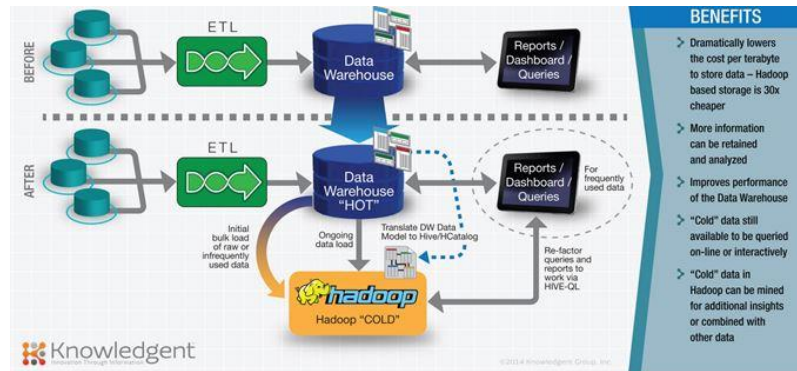 BEFORE
ETL
Data
Warehouse
Reports /
Dashboard /
Queries
AFTER
ETL
Data
Warehouse
"HOT"
Reports /
Dashboard /
Queries
For
frequently
used data
Initial
bulk load
of raw or
infrequently
used data
Ongoing
data load
Translate DW Data
Model to Hive/HCatalog
Re-factor
queries and
reports to
work via
HIVE-QL
hadoop
Hadoop "COLD"
Knowledgent
Innovation Through Information
©2014 Knowledgent Group, Inc.
BENEFITS
Dramatically lowers
the cost per terabyte
to store data – Hadoop
based storage is 30x
cheaper
More information
can be retained
and analyzed
Improves performance
of the Data Warehouse
"Cold" data still
available to be queried
on-line or interactively
"Cold" data in
Hadoop can be mined
for additional insights
or combined with
other data